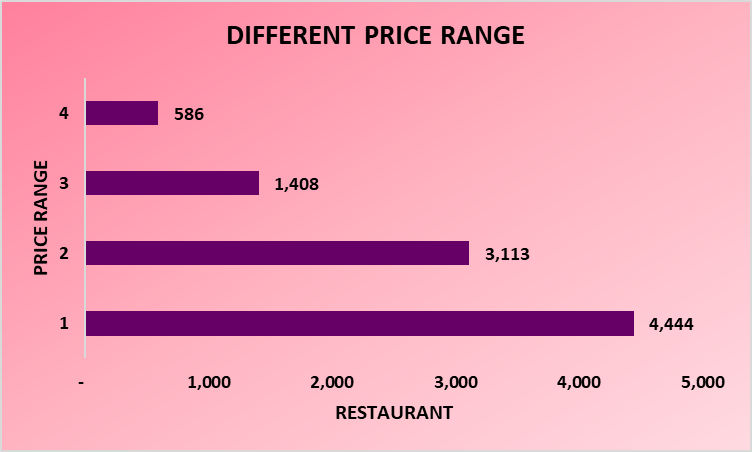 DIFFERENT PRICE RANGE
PRICE RANGE
4 586
3 1,408
2 3,113
1 4,444
- 1,000 2,000 3,000 4,000 5,000
RESTAURANT